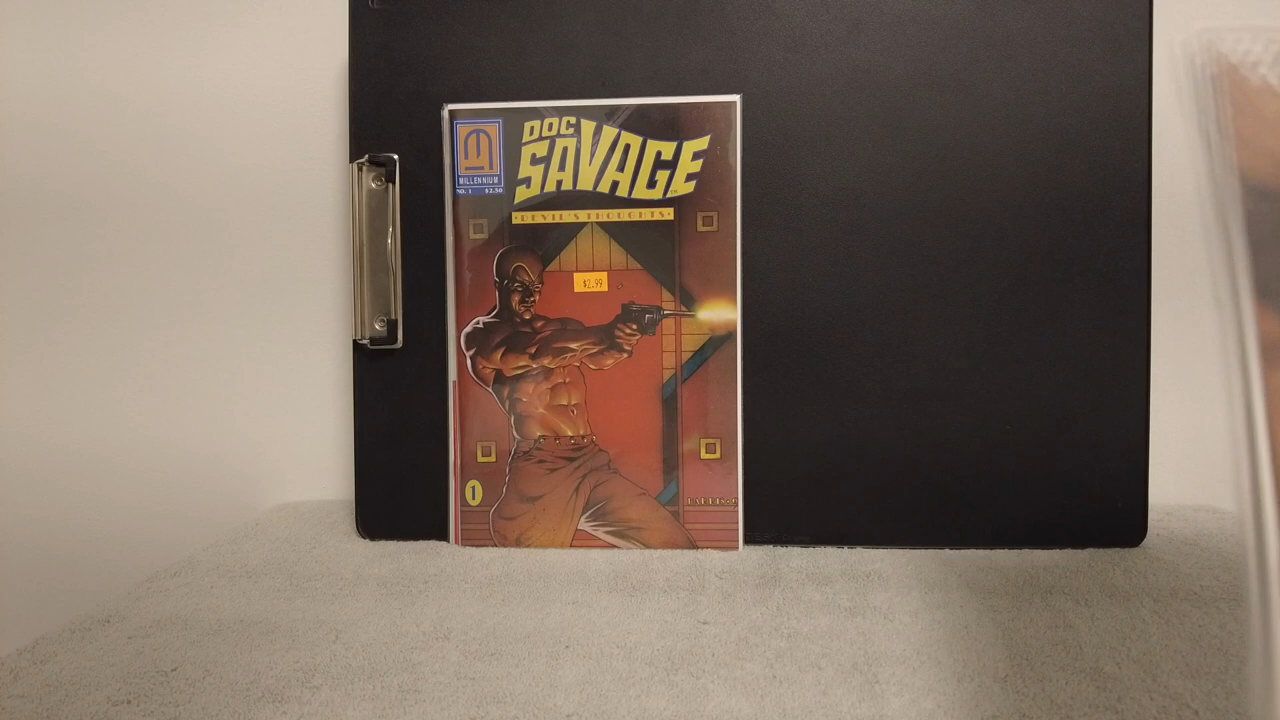 DOC
SAVAGE
MILLENNIUM
NO. 1 $2.50
·DEVIL'S THOUGHTS·
$2.99
1